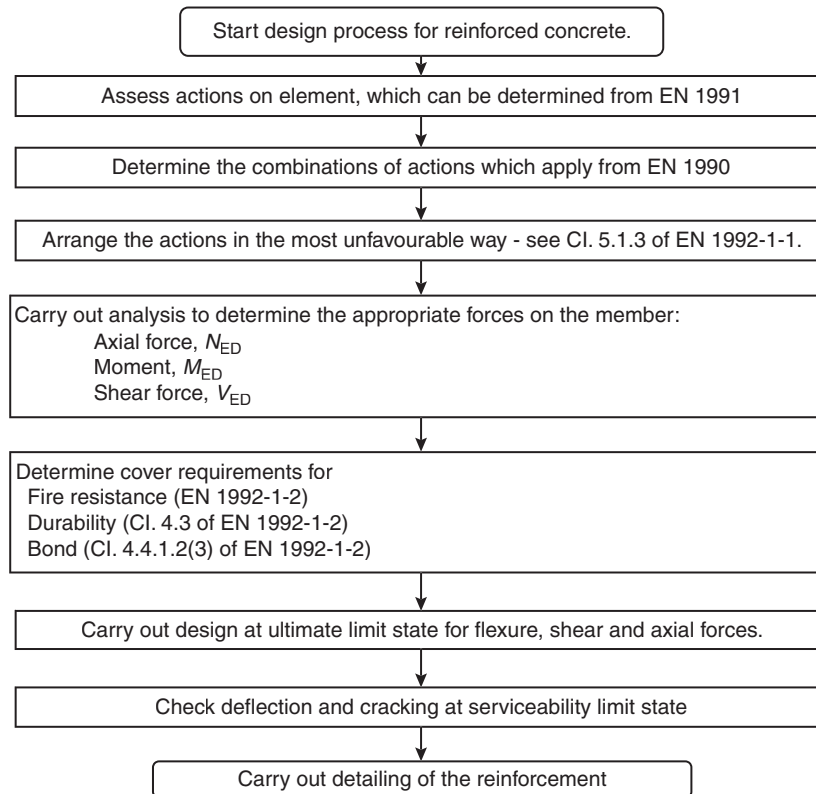 Start design process for reinforced concrete.
Assess actions on element, which can be determined from EN 1991
Determine the combinations of actions which apply from EN 1990
Arrange the actions in the most unfavourable way - see CI. 5.1.3 of EN 1992-1-1.
Carry out analysis to determine the appropriate forces on the member:
Axial force, N_ED
Moment, M_ED
Shear force, V_ED
Determine cover requirements for
Fire resistance (EN 1992-1-2)
Durability (CI. 4.3 of EN 1992-1-2)
Bond (CI. 4.4.1.2(3) of EN 1992-1-2)
Carry out design at ultimate limit state for flexure, shear and axial forces.
Check deflection and cracking at serviceability limit state
Carry out detailing of the reinforcement